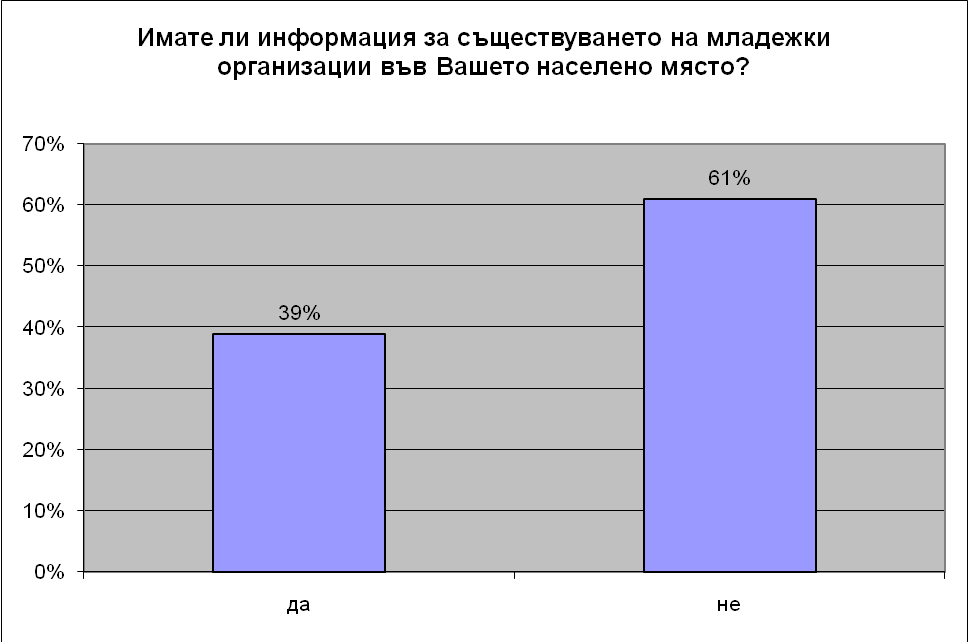 Имате ли информация за съществуването на младежки
организации във Вашето населено място?
70%
60%
50%
40%
30%
20%
10%
0%
39%
61%
да
не